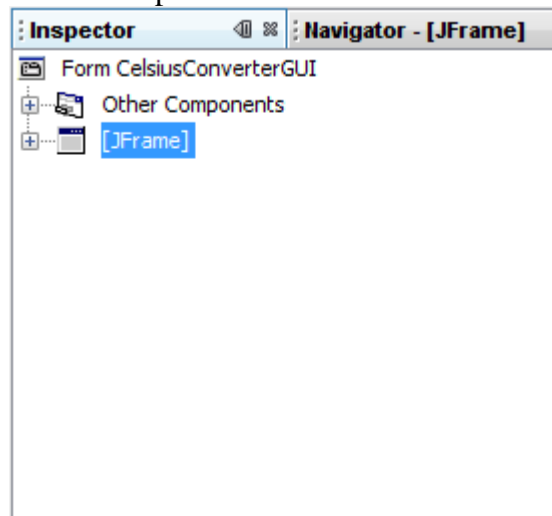 Inspector
Navigator - [JFrame]
Form CelsiusConverterGUI
Other Components
[JFrame]